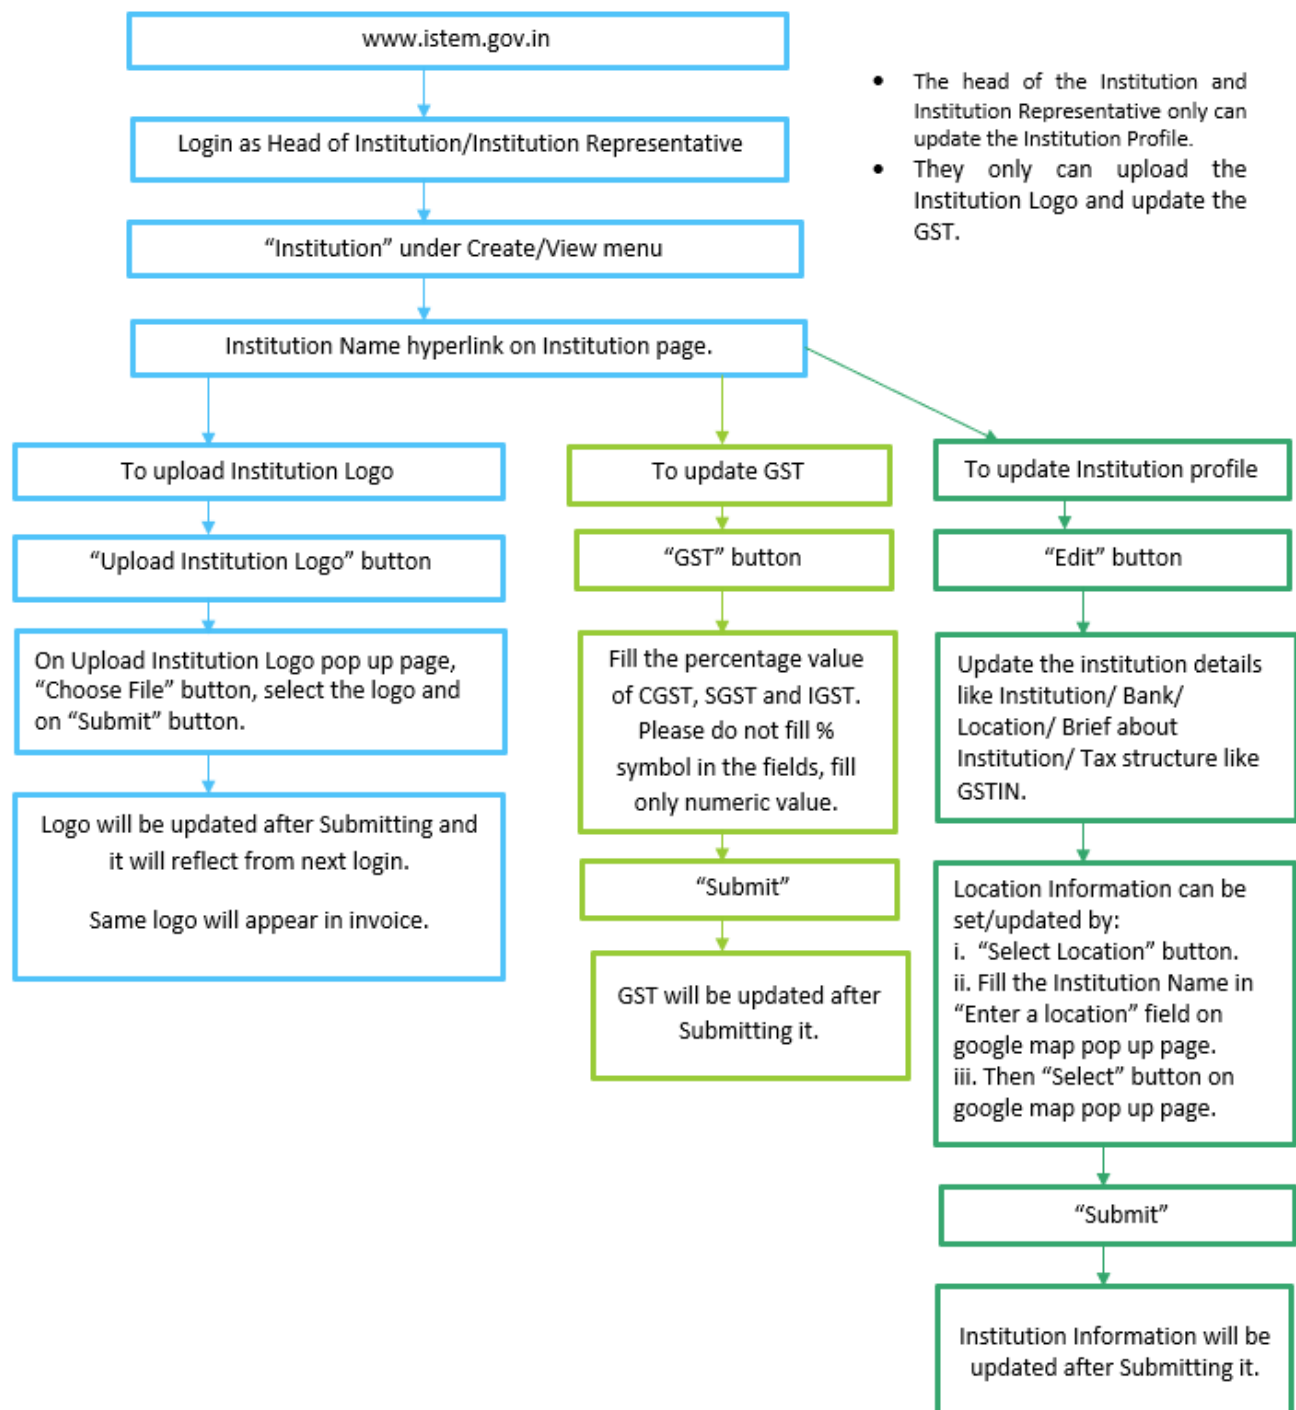 www.istem.gov.in
Login as Head of Institution/Institution Representative
“Institution” under Create/View menu
Institution Name hyperlink on Institution page.
• The head of the Institution and
Institution Representative only can
update the Institution Profile.
• They only can upload the
Institution Logo and update the
GST.
To upload Institution Logo
“Upload Institution Logo” button
On Upload Institution Logo pop up page,
“Choose File” button, select the logo and
on “Submit” button.
Logo will be updated after Submitting and
it will reflect from next login.
Same logo will appear in invoice.
To update GST
“GST” button
Fill the percentage value
of CGST, SGST and IGST.
Please do not fill %
symbol in the fields, fill
only numeric value.
“Submit”
GST will be updated after
Submitting it.
To update Institution profile
“Edit” button
Update the institution details
like Institution/ Bank/
Location/ Brief about
Institution/ Tax structure like
GSTIN.
Location Information can be
set/updated by:
i. “Select Location” button.
ii. Fill the Institution Name in
“Enter a location” field on
google map pop up page.
iii. Then “Select” button on
google map pop up page.
“Submit”
Institution Information will be
updated after Submitting it.